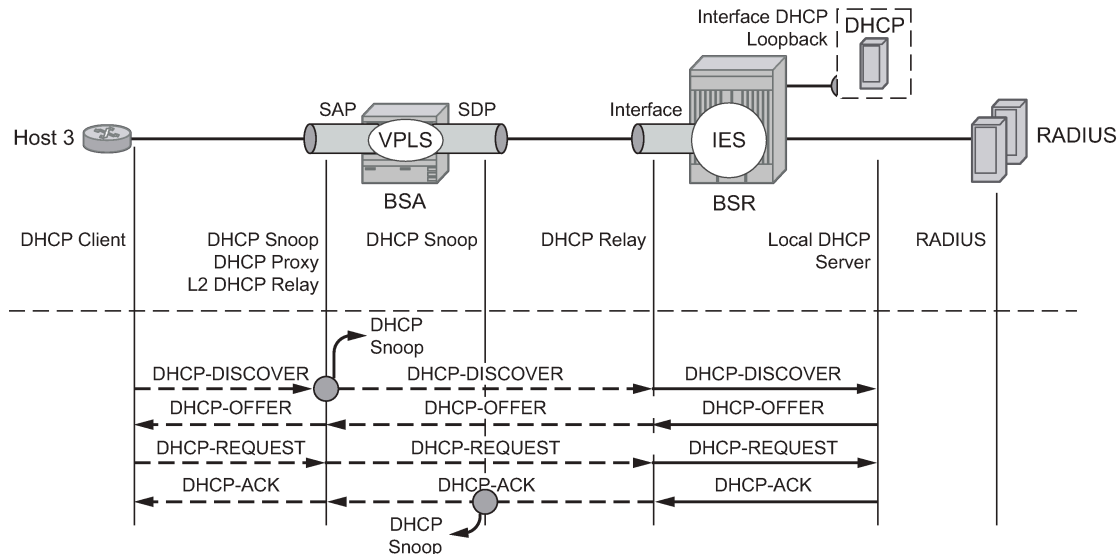 Interface DHCP
Loopback
DHCP
SAP
SDP
Interface
Host 3
VPLS
IES
RADIUS
BSA
BSR
DHCP Client
DHCP Snoop
DHCP Proxy
L2 DHCP Relay
DHCP Snoop
DHCP Relay
Local DHCP
Server
RADIUS
DHCP
Snoop
DHCP-DISCOVER
DHCP-DISCOVER
DHCP-DISCOVER
DHCP-OFFER
DHCP-OFFER
DHCP-OFFER
DHCP-REQUEST
DHCP-REQUEST
DHCP-REQUEST
DHCP-ACK
DHCP-ACK
DHCP-ACK
DHCP
Snoop